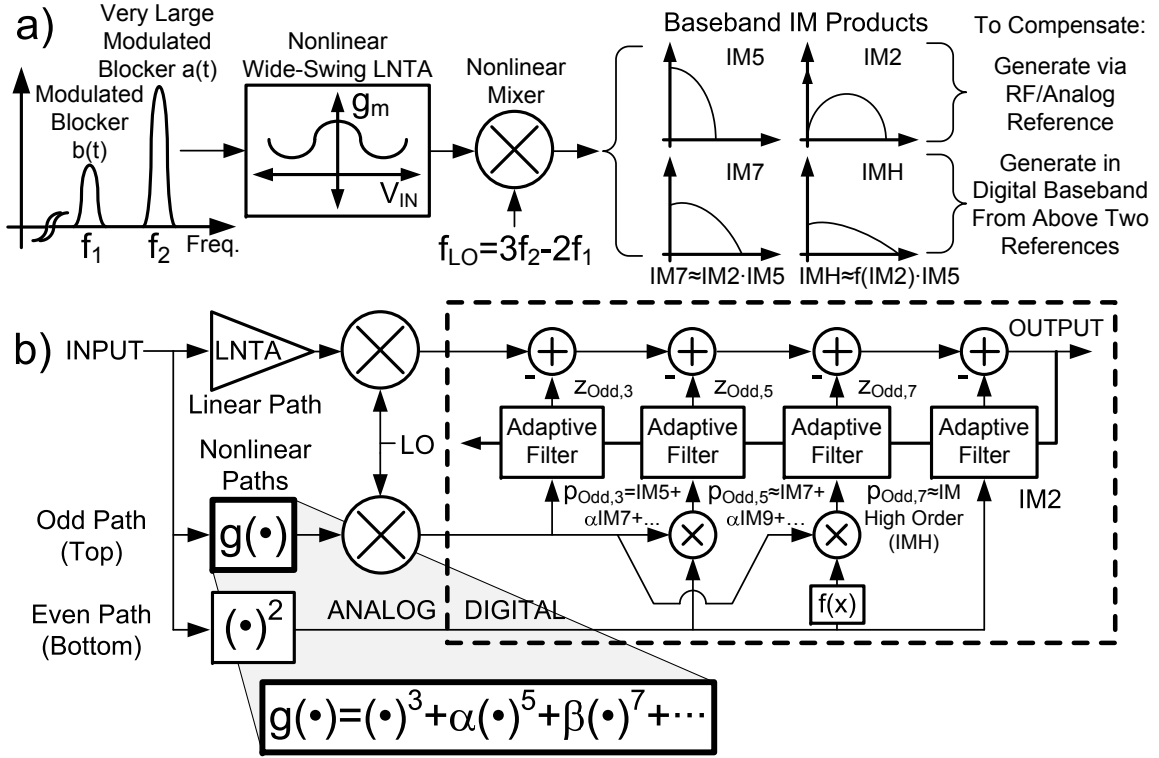 a)
Very Large
Modulated
Blocker a(t)
Modulated
Blocker
b(t)
f1
f2
Freq.
Nonlinear
Wide-Swing LNTA
gm
VIN
Nonlinear
Mixer
fLO=3f2-2f1
Baseband IM Products
IM5
IM2
IM7
IMH
IM7≈IM2·IM5
IMH≈f(IM2)·IM5
To Compensate:
Generate via
RF/Analog
Reference
Generate in
Digital Baseband
From Above Two
References
b)
INPUT
LNTA
Linear Path
Nonlinear
Paths
LO
Odd Path
(Top)
g(•)
Even Path
(Bottom)
(•)2
ANALOG
DIGITAL
OUTPUT
+
+
+
+
-
-
-
-
zOdd,3
zOdd,5
zOdd,7
Adaptive
Filter
Adaptive
Filter
Adaptive
Filter
Adaptive
Filter
pOdd,3=IM5+
αIM7+...
pOdd,5≈IM7+
αIM9+...
pOdd,7≈IM
High Order
(IMH)
IM2
f(x)
g(•)=(•)3+α(•)5+β(•)7+···